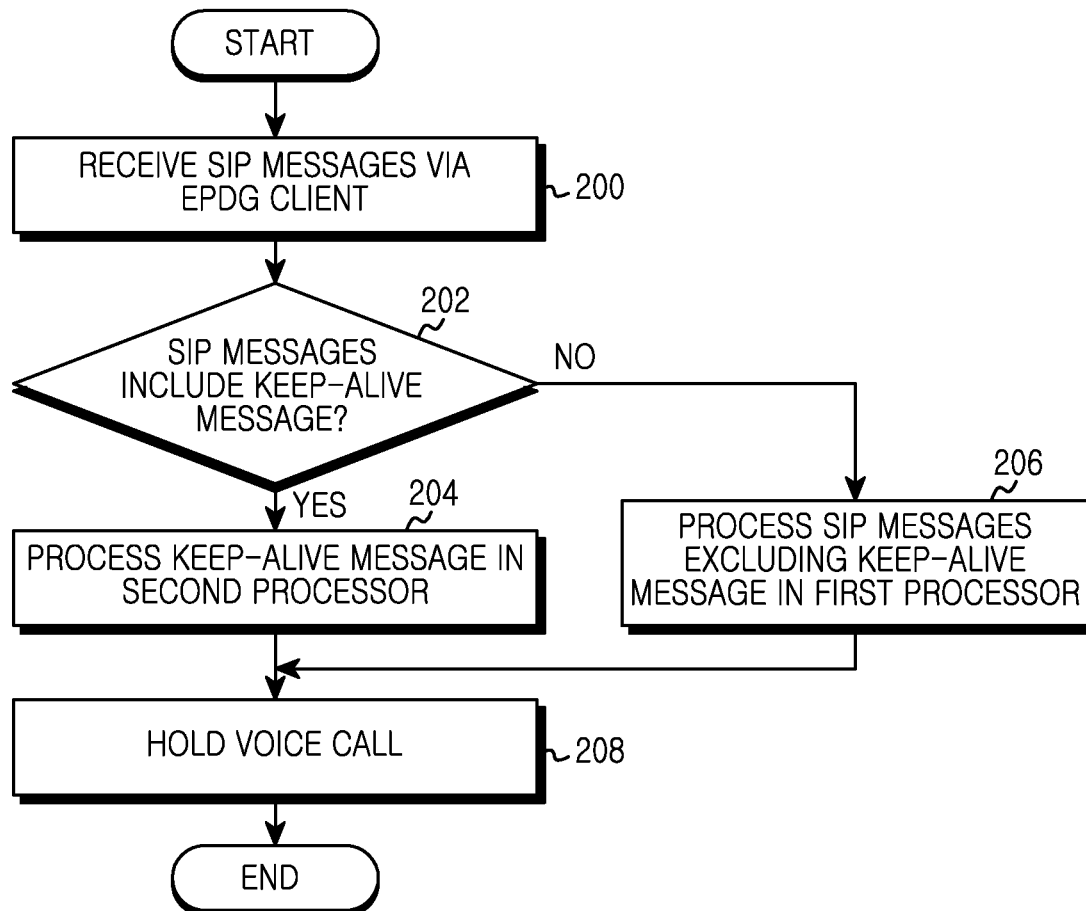 START
RECEIVE SIP MESSAGES VIA
EPDG CLIENT
200
202
SIP MESSAGES
INCLUDE KEEP-ALIVE
MESSAGE?
NO
YES
204
PROCESS KEEP-ALIVE MESSAGE IN
SECOND PROCESSOR
206
PROCESS SIP MESSAGES
EXCLUDING KEEP-ALIVE
MESSAGE IN FIRST PROCESSOR
HOLD VOICE CALL
208
END